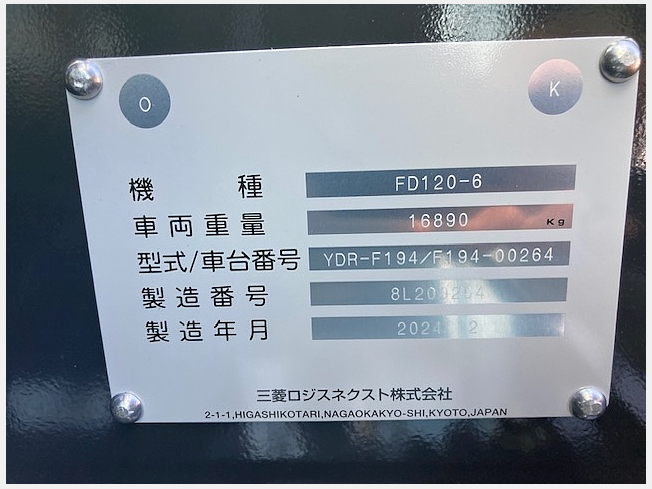 O K
機種 FD120-6
車両重量 16890 Kg
型式/車台番号 YDR-F194/F194-00264
製造番号
製造年月 2024
三菱ロジスネクスト株式会社
2-1-1,HIGASHIKOTARI,NAGAOKAKYO-SHI,KYOTO,JAPAN